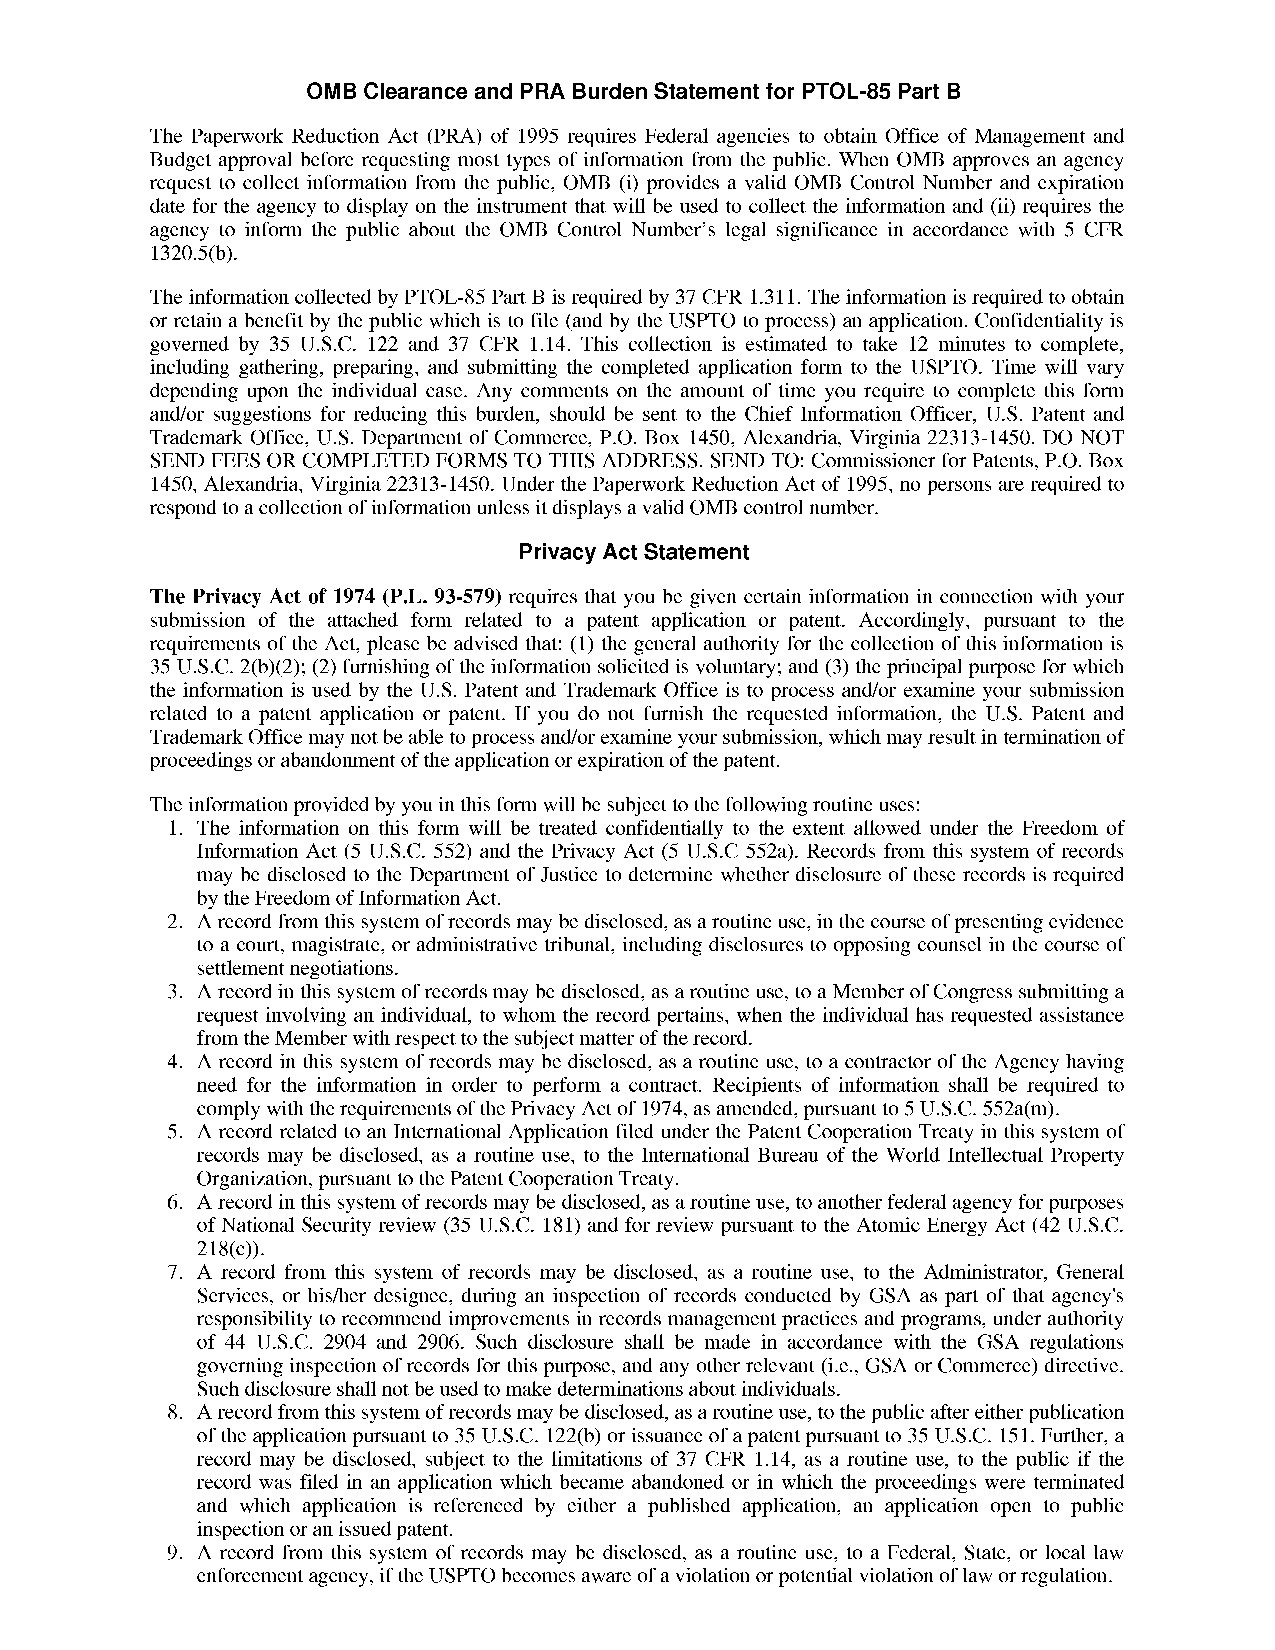 OMB Clearance and PRA Burden Statement for PTOL-85 Part B
The Paperwork Reduction Act (PRA) of 1995 requires Federal agencies to obtain Office of Management and
Budget approval before requesting most types of information from the public. When OMB approves an agency
request to collect information from the public, OMB (i) provides a valid OMB Control Number and expiration
date for the agency to display on the instrument that will be used to collect the information and (ii) requires the
agency to inform the public about the OMB Control Number's legal significance in accordance with 5 CFR
1320.5(b).
The information collected by PTOL-85 Part B is required by 37 CFR 1.311. The information is required to obtain
or retain a benefit by the public which is to file (and by the USPTO to process) an application. Confidentiality is
governed by 35 U.S.C. 122 and 37 CFR 1.14. This collection is estimated to take 12 minutes to complete,
including gathering, preparing, and submitting the completed application form to the USPTO. Time will vary
depending upon the individual case. Any comments on the amount of time you require to complete this form
and/or suggestions for reducing this burden, should be sent to the Chief Information Officer, U.S. Patent and
Trademark Office, U.S. Department of Commerce, P.O. Box 1450, Alexandria, Virginia 22313-1450. DO NOT
SEND FEES OR COMPLETED FORMS TO THIS ADDRESS. SEND TO: Commissioner for Patents, P.O. Box
1450, Alexandria, Virginia 22313-1450. Under the Paperwork Reduction Act of 1995, no persons are required to
respond to a collection of information unless it displays a valid OMB control number.
Privacy Act Statement
The Privacy Act of 1974 (P.L. 93-579) requires that you be given certain information in connection with your
submission of the attached form related to a patent application or patent. Accordingly, pursuant to the
requirements of the Act, please be advised that: (1) the general authority for the collection of this information is
35 U.S.C. 2(b)(2); (2) furnishing of the information solicited is voluntary; and (3) the principal purpose for which
the information is used by the U.S. Patent and Trademark Office is to process and/or examine your submission
related to a patent application or patent. If you do not furnish the requested information, the U.S. Patent and
Trademark Office may not be able to process and/or examine your submission, which may result in termination of
proceedings or abandonment of the application or expiration of the patent.
The information provided by you in this form will be subject to the following routine uses:
1. The information on this form will be treated confidentially to the extent allowed under the Freedom of
Information Act (5 U.S.C. 552) and the Privacy Act (5 U.S.C 552a). Records from this system of records
may be disclosed to the Department of Justice to determine whether disclosure of these records is required
by the Freedom of Information Act.
2. A record from this system of records may be disclosed, as a routine use, in the course of presenting evidence
to a court, magistrate, or administrative tribunal, including disclosures to opposing counsel in the course of
settlement negotiations.
3. A record in this system of records may be disclosed, as a routine use, to a Member of Congress submitting a
request involving an individual, to whom the record pertains, when the individual has requested assistance
from the Member with respect to the subject matter of the record.
4. A record in this system of records may be disclosed, as a routine use, to a contractor of the Agency having
need for the information in order to perform a contract. Recipients of information shall be required to
comply with the requirements of the Privacy Act of 1974, as amended, pursuant to 5 U.S.C. 552a(m).
5. A record related to an International Application filed under the Patent Cooperation Treaty in this system of
records may be disclosed, as a routine use, to the International Bureau of the World Intellectual Property
Organization, pursuant to the Patent Cooperation Treaty.
6. A record in this system of records may be disclosed, as a routine use, to another federal agency for purposes
of National Security review (35 U.S.C. 181) and for review pursuant to the Atomic Energy Act (42 U.S.C.
218(c)).
7. A record from this system of records may be disclosed, as a routine use, to the Administrator, General
Services, or his/her designee, during an inspection of records conducted by GSA as part of that agency's
responsibility to recommend improvements in records management practices and programs, under authority
of 44 U.S.C. 2904 and 2906. Such disclosure shall be made in accordance with the GSA regulations
governing inspection of records for this purpose, and any other relevant (i.e., GSA or Commerce) directive.
Such disclosure shall not be used to make determinations about individuals.
8. A record from this system of records may be disclosed, as a routine use, to the public after either publication
of the application pursuant to 35 U.S.C. 122(b) or issuance of a patent pursuant to 35 U.S.C. 151. Further, a
record may be disclosed, subject to the limitations of 37 CFR 1.14, as a routine use, to the public if the
record was filed in an application which became abandoned or in which the proceedings were terminated
and which application is referenced by either a published application, an application open to public
inspection or an issued patent.
9. A record from this system of records may be disclosed, as a routine use, to a Federal, State, or local law
enforcement agency, if the USPTO becomes aware of a violation or potential violation of law or regulation.